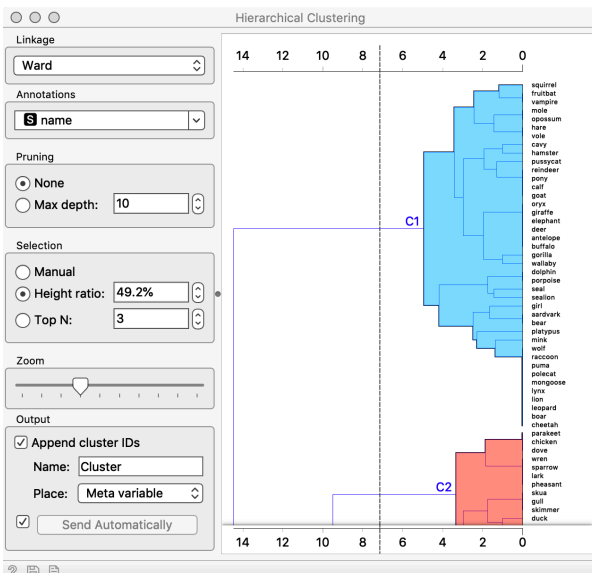 Hierarchical Clustering
Linkage
Ward
Annotations
S name
Pruning
None
Max depth: 10
Selection
Manual
Height ratio: 49.2%
Top N: 3
Zoom
Output
Append cluster IDs
Name: Cluster
Place: Meta variable
Send Automatically
14 12 10 8 6 4 2 0
squirrel
fruitbat
vampire
mole
opossum
hare
vole
cavy
hamster
pussycat
reindeer
pony
calf
goat
oryx
giraffe
elephant
C1
deer
antelope
buffalo
gorilla
wallaby
dolphin
porpoise
seal
sealion
girl
aardvark
bear
platypus
mink
wolf
raccoon
puma
polecat
mongoose
lynx
lion
leopard
boar
cheetah
parakeet
chicken
dove
wren
sparrow
lark
pheasant
C2
skua
gull
skimmer
duck
14 12 10 8 6 4 2 0
?